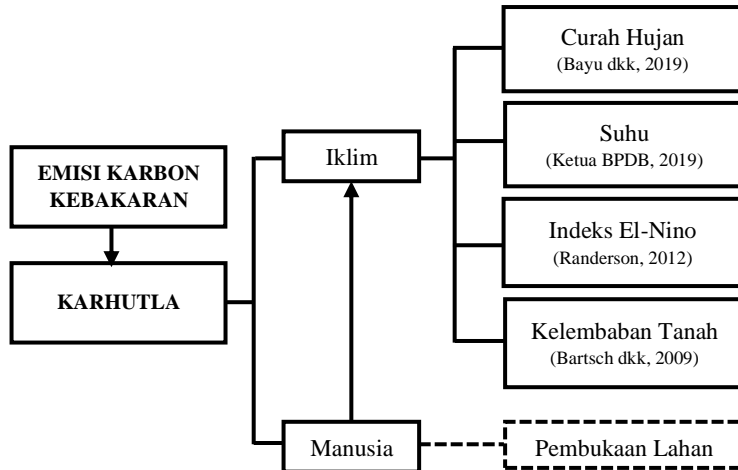 EMISI KARBON
KEBAKARAN
KARHUTLA
Iklim
Manusia
Curah Hujan
(Bayu dkk, 2019)
Suhu
(Ketua BPDB, 2019)
Indeks El-Nino
(Randerson, 2012)
Kelembaban Tanah
(Bartsch dkk, 2009)
Pembukaan Lahan